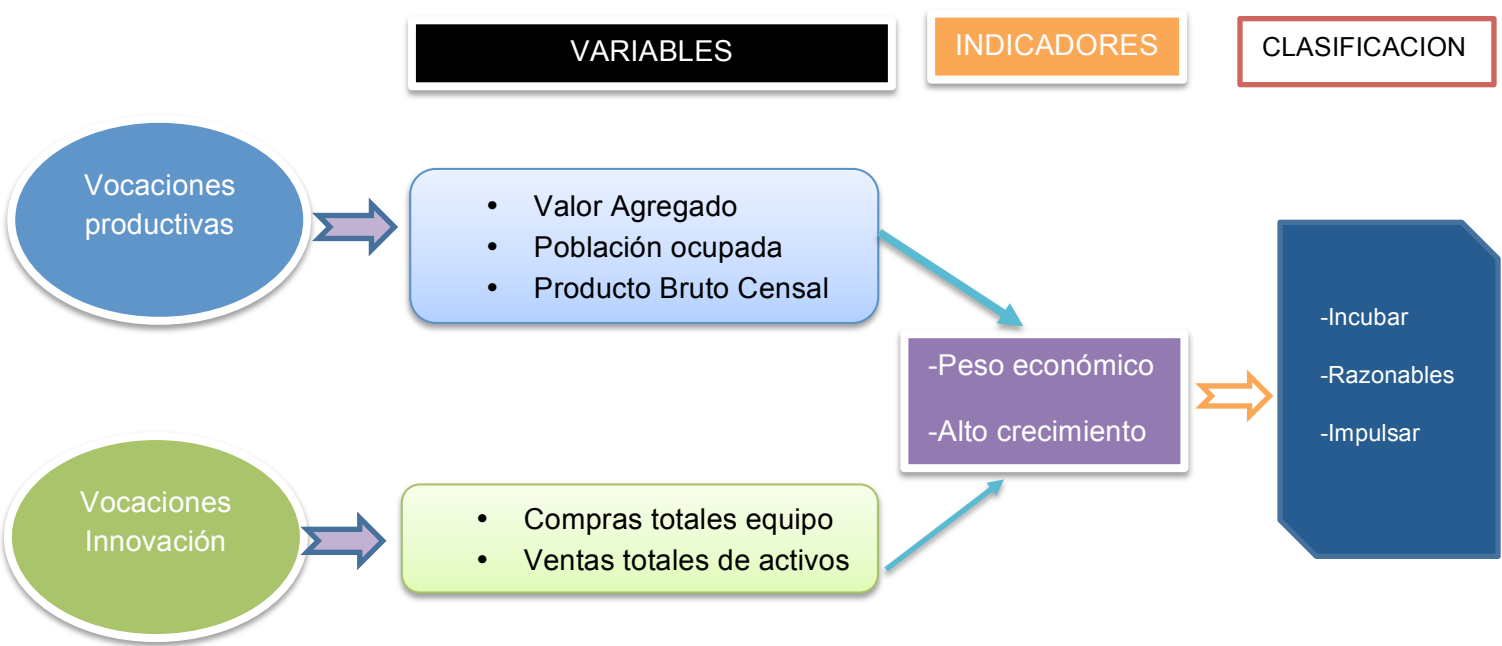 VARIABLES
INDICADORES
CLASIFICACION
Vocaciones
productivas
• Valor Agregado
• Población ocupada
• Producto Bruto Censal
-Peso económico
-Alto crecimiento
-Incubar
-Razonables
-Impulsar
Vocaciones
Innovación
• Compras totales equipo
• Ventas totales de activos